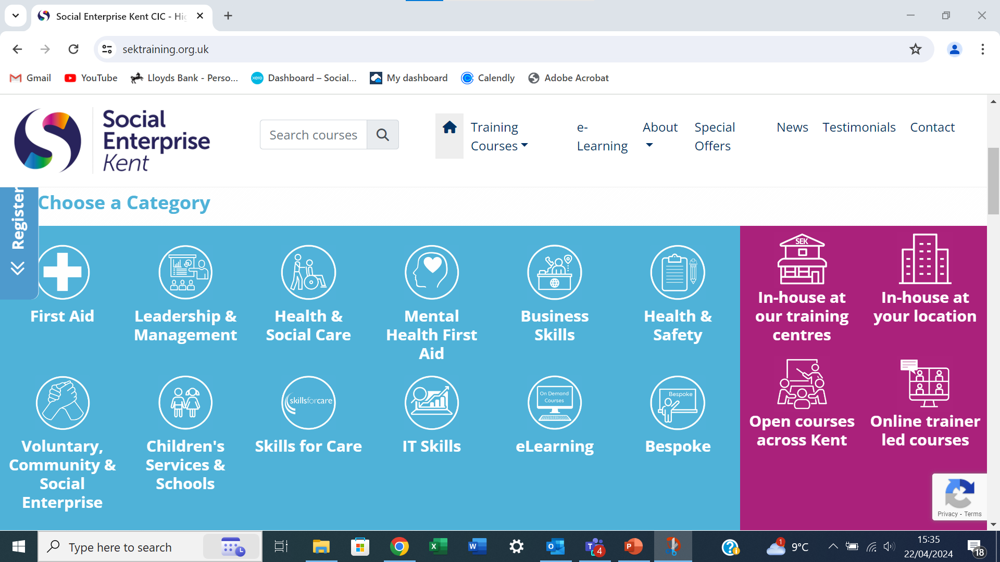 Social Enterprise Kent CIC - Hig
sektraining.org.uk
Gmail
YouTube
Lloyds Bank - Perso...
xero
Dashboard – Social...
My dashboard
Calendly
Adobe Acrobat
Social
Enterprise
Kent
Search courses
Training
Courses
e-
Learning
About
Special
Offers
News
Testimonials
Contact
Register
Choose a Category
First Aid
Leadership &
Management
Health &
Social Care
Mental
Health First
Aid
Business
Skills
Health &
Safety
SEK
In-house at
our training
centres
In-house at
your location
Voluntary,
Community &
Social
Enterprise
Children's
Services &
Schools
skillsforcare
Skills for Care
IT Skills
On Demand
Courses
eLearning
Bespoke
Bespoke
Open courses
across Kent
Online trainer
led courses
Privacy - Terms
Type here to search
4
1
9°C
15:35
22/04/2024
18